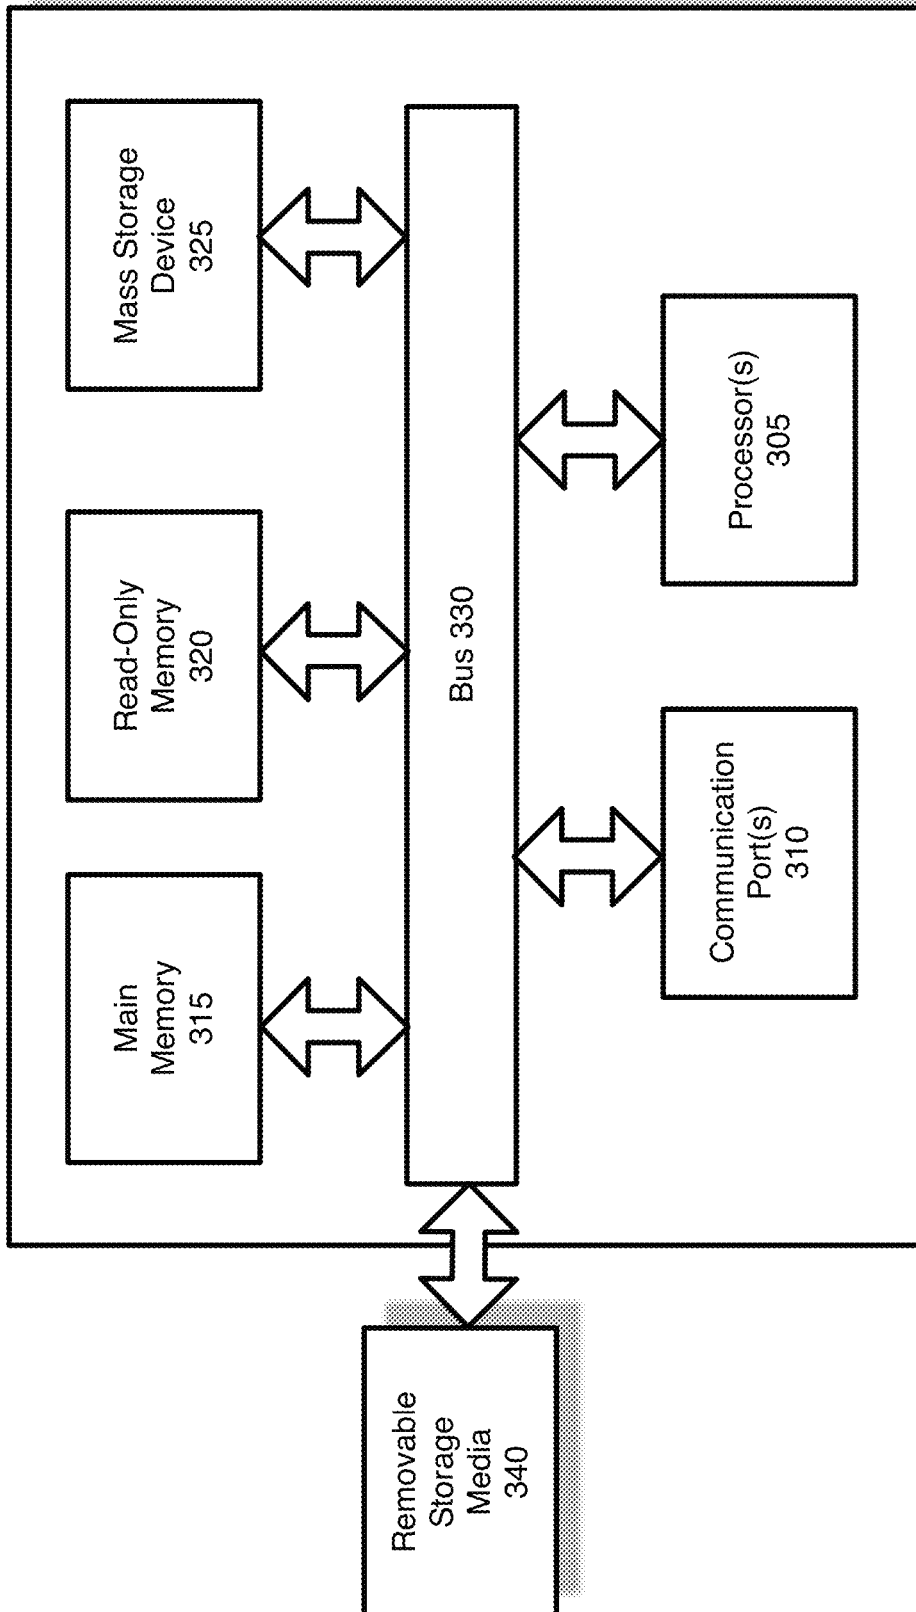 Main
Memory
315
Read-Only
Memory
320
Mass Storage
Device
325
Removable
Storage
Media
340
Bus 330
Communication
Port(s)
310
Processor(s)
305